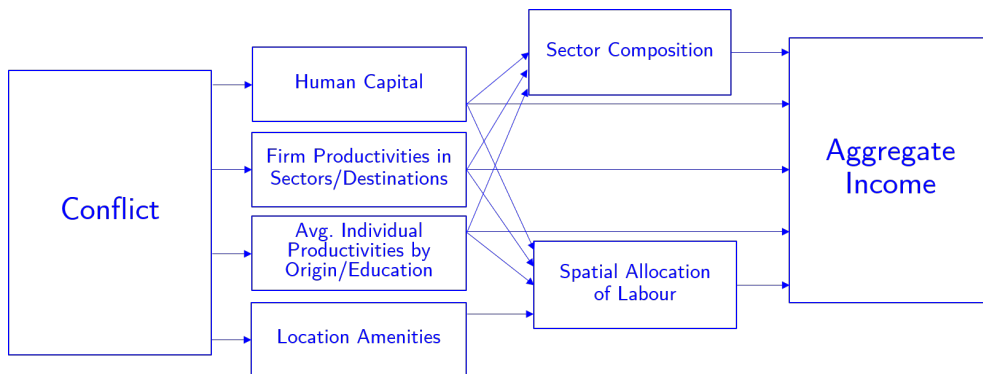 Conflict
Human Capital
Firm Productivities in
Sectors/Destinations
Avg. Individual
Productivities by
Origin/Education
Location Amenities
Sector Composition
Spatial Allocation
of Labour
Aggregate
Income